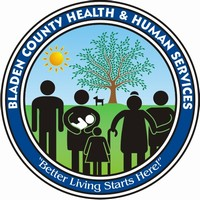 BLADEN COUNTY HEALTH & HUMAN SERVICES
"Better Living Starts Here!"